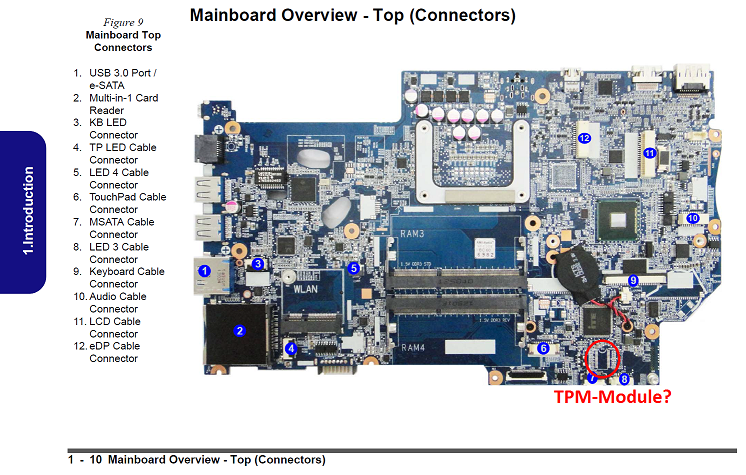 Mainboard Overview - Top (Connectors)
Figure 9
Mainboard Top
Connectors
1. USB 3.0 Port /
e-SATA
2. Multi-in-1 Card
Reader
3. KB LED
Connector
4. TP LED Cable
Connector
5. LED 4 Cable
Connector
6. TouchPad Cable
Connector
7. MSATA Cable
Connector
8. LED 3 Cable
Connector
9. Keyboard Cable
Connector
10. Audio Cable
Connector
11. LCD Cable
Connector
12. eDP Cable
Connector
1.Introduction
12
11
10
RAM3
3
5
1
WLAN
9
2
4
RAM4
6
7
8
TPM-Module?
1 - 10 Mainboard Overview - Top (Connectors)